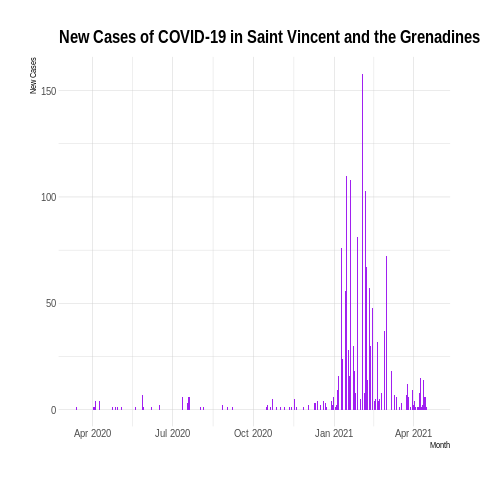 New Cases of COVID-19 in Saint Vincent and the Grenadines
New Cases
150
100
50
0
Apr 2020 Jul 2020 Oct 2020 Jan 2021 Apr 2021
Month